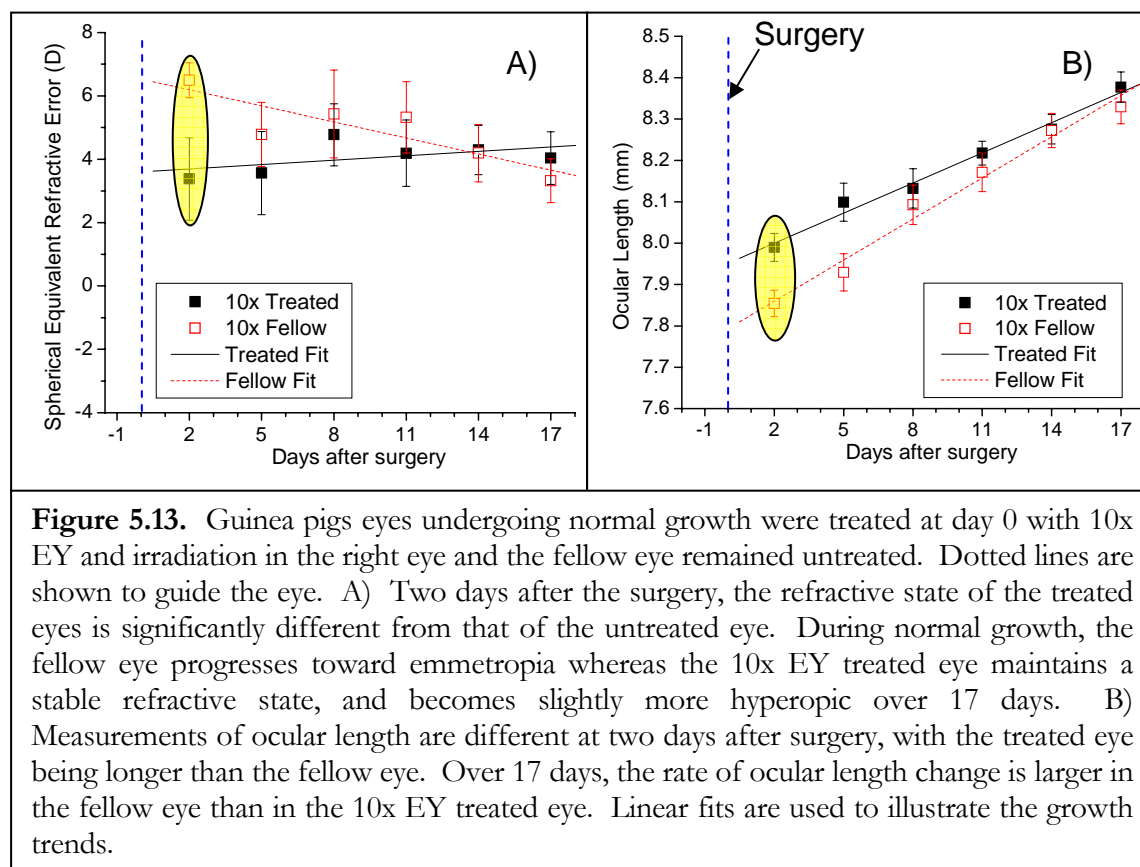 A)
Spherical Equivalent Refractive Error (D)
8
6
4
2
0
-2
-4
10x Treated
10x Fellow
Treated Fit
Fellow Fit
-1 2 5 8 11 14 17
Days after surgery
Surgery
B)
Ocular Length (mm)
8.5
8.4
8.3
8.2
8.1
8.0
7.9
7.8
7.7
7.6
10x Treated
10x Fellow
Treated Fit
Fellow Fit
-1 2 5 8 11 14 17
Days after surgery
Figure 5.13. Guinea pigs eyes undergoing normal growth were treated at day 0 with 10x
EY and irradiation in the right eye and the fellow eye remained untreated. Dotted lines are
shown to guide the eye. A) Two days after the surgery, the refractive state of the treated
eyes is significantly different from that of the untreated eye. During normal growth, the
fellow eye progresses toward emmetropia whereas the 10x EY treated eye maintains a
stable refractive state, and becomes slightly more hyperopic over 17 days. B)
Measurements of ocular length are different at two days after surgery, with the treated eye
being longer than the fellow eye. Over 17 days, the rate of ocular length change is larger in
the fellow eye than in the 10x EY treated eye. Linear fits are used to illustrate the growth
trends.